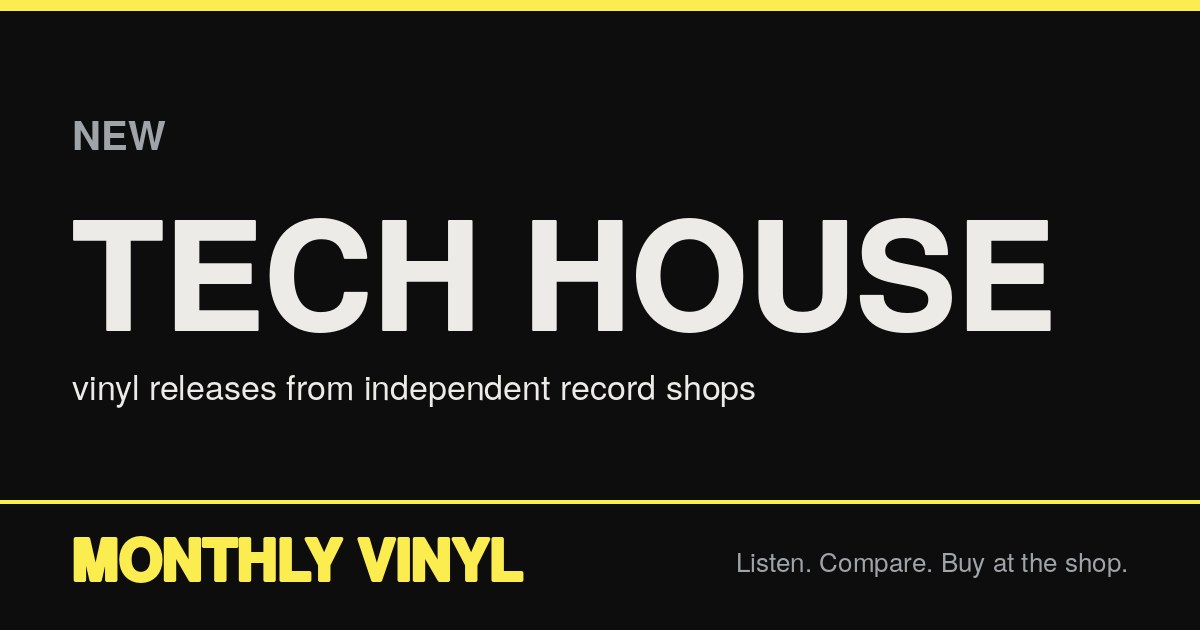 NEW
TECH HOUSE
vinyl releases from independent record shops
MONTHLY VINYL
Listen. Compare. Buy at the shop.